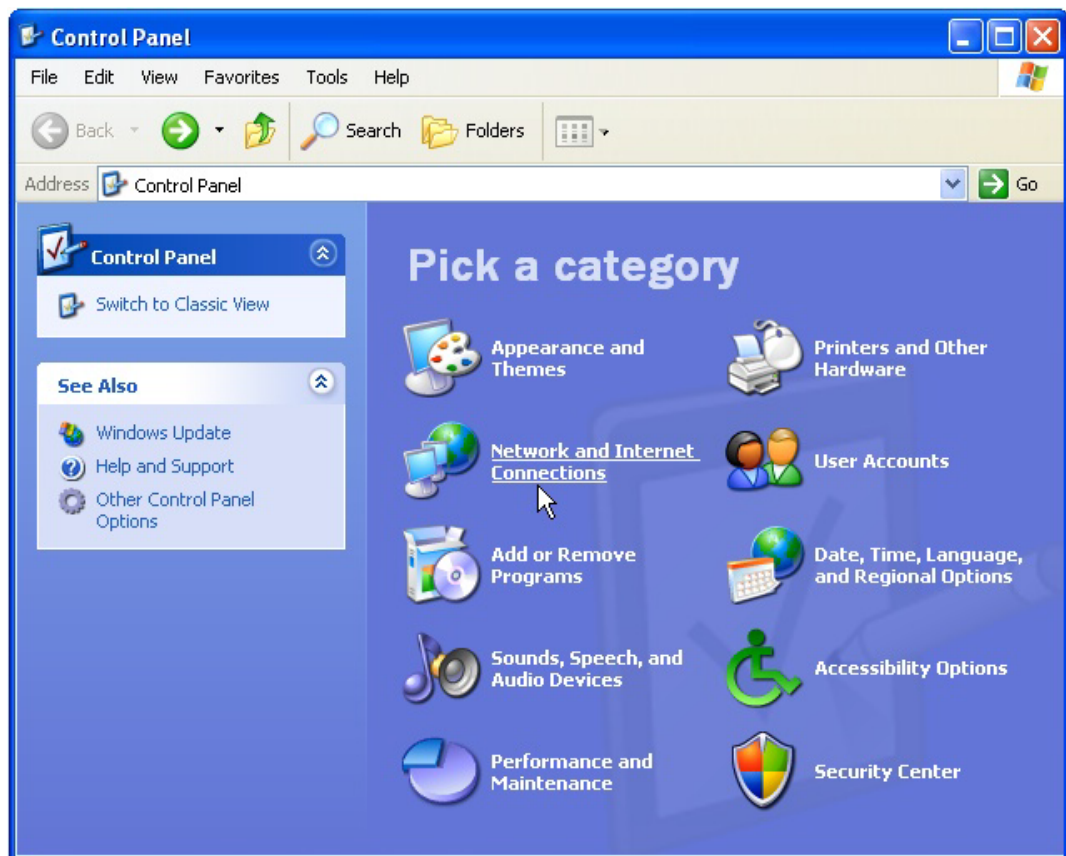 Control Panel
File Edit View Favorites Tools Help
Back Search Folders
Address Control Panel Go
Control Panel
Switch to Classic View
See Also
Windows Update
Help and Support
Other Control Panel
Options
Pick a category
Appearance and
Themes
Printers and Other
Hardware
Network and Internet
Connections
User Accounts
Add or Remove
Programs
Date, Time, Language,
and Regional Options
Sounds, Speech, and
Audio Devices
Accessibility Options
Performance and
Maintenance
Security Center